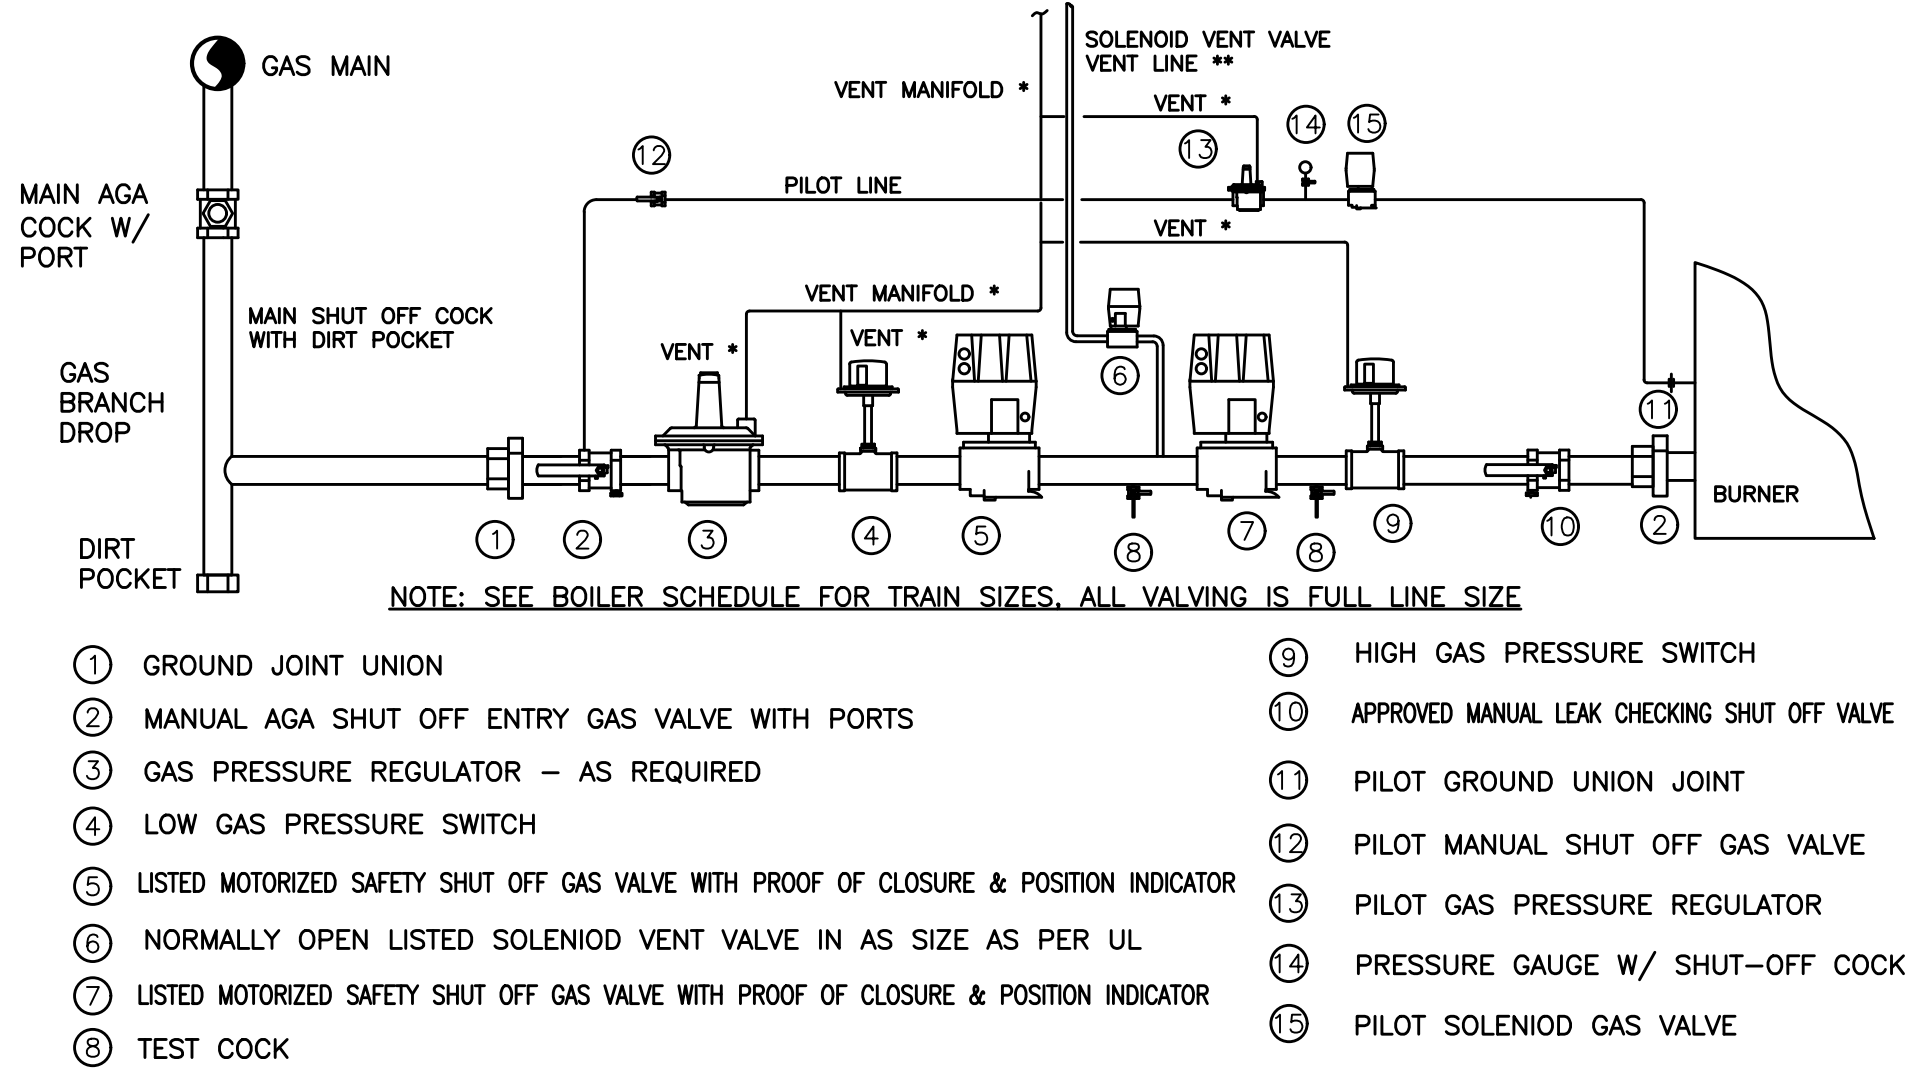 GAS MAIN
SOLENOID VENT VALVE
VENT LINE **
VENT MANIFOLD *
VENT *
14
15
13
12
PILOT LINE
MAIN AGA
COCK W/
PORT
VENT *
VENT MANIFOLD *
MAIN SHUT OFF COCK
WITH DIRT POCKET
VENT *
VENT *
6
GAS
BRANCH
DROP
11
BURNER
1
2
3
4
5
8
7
8
9
10
2
DIRT
POCKET
NOTE: SEE BOILER SCHEDULE FOR TRAIN SIZES, ALL VALVING IS FULL LINE SIZE
1 GROUND JOINT UNION
2 MANUAL AGA SHUT OFF ENTRY GAS VALVE WITH PORTS
3 GAS PRESSURE REGULATOR – AS REQUIRED
4 LOW GAS PRESSURE SWITCH
5 LISTED MOTORIZED SAFETY SHUT OFF GAS VALVE WITH PROOF OF CLOSURE & POSITION INDICATOR
6 NORMALLY OPEN LISTED SOLENIOD VENT VALVE IN AS SIZE AS PER UL
7 LISTED MOTORIZED SAFETY SHUT OFF GAS VALVE WITH PROOF OF CLOSURE & POSITION INDICATOR
8 TEST COCK
9 HIGH GAS PRESSURE SWITCH
10 APPROVED MANUAL LEAK CHECKING SHUT OFF VALVE
11 PILOT GROUND UNION JOINT
12 PILOT MANUAL SHUT OFF GAS VALVE
13 PILOT GAS PRESSURE REGULATOR
14 PRESSURE GAUGE W/ SHUT-OFF COCK
15 PILOT SOLENIOD GAS VALVE